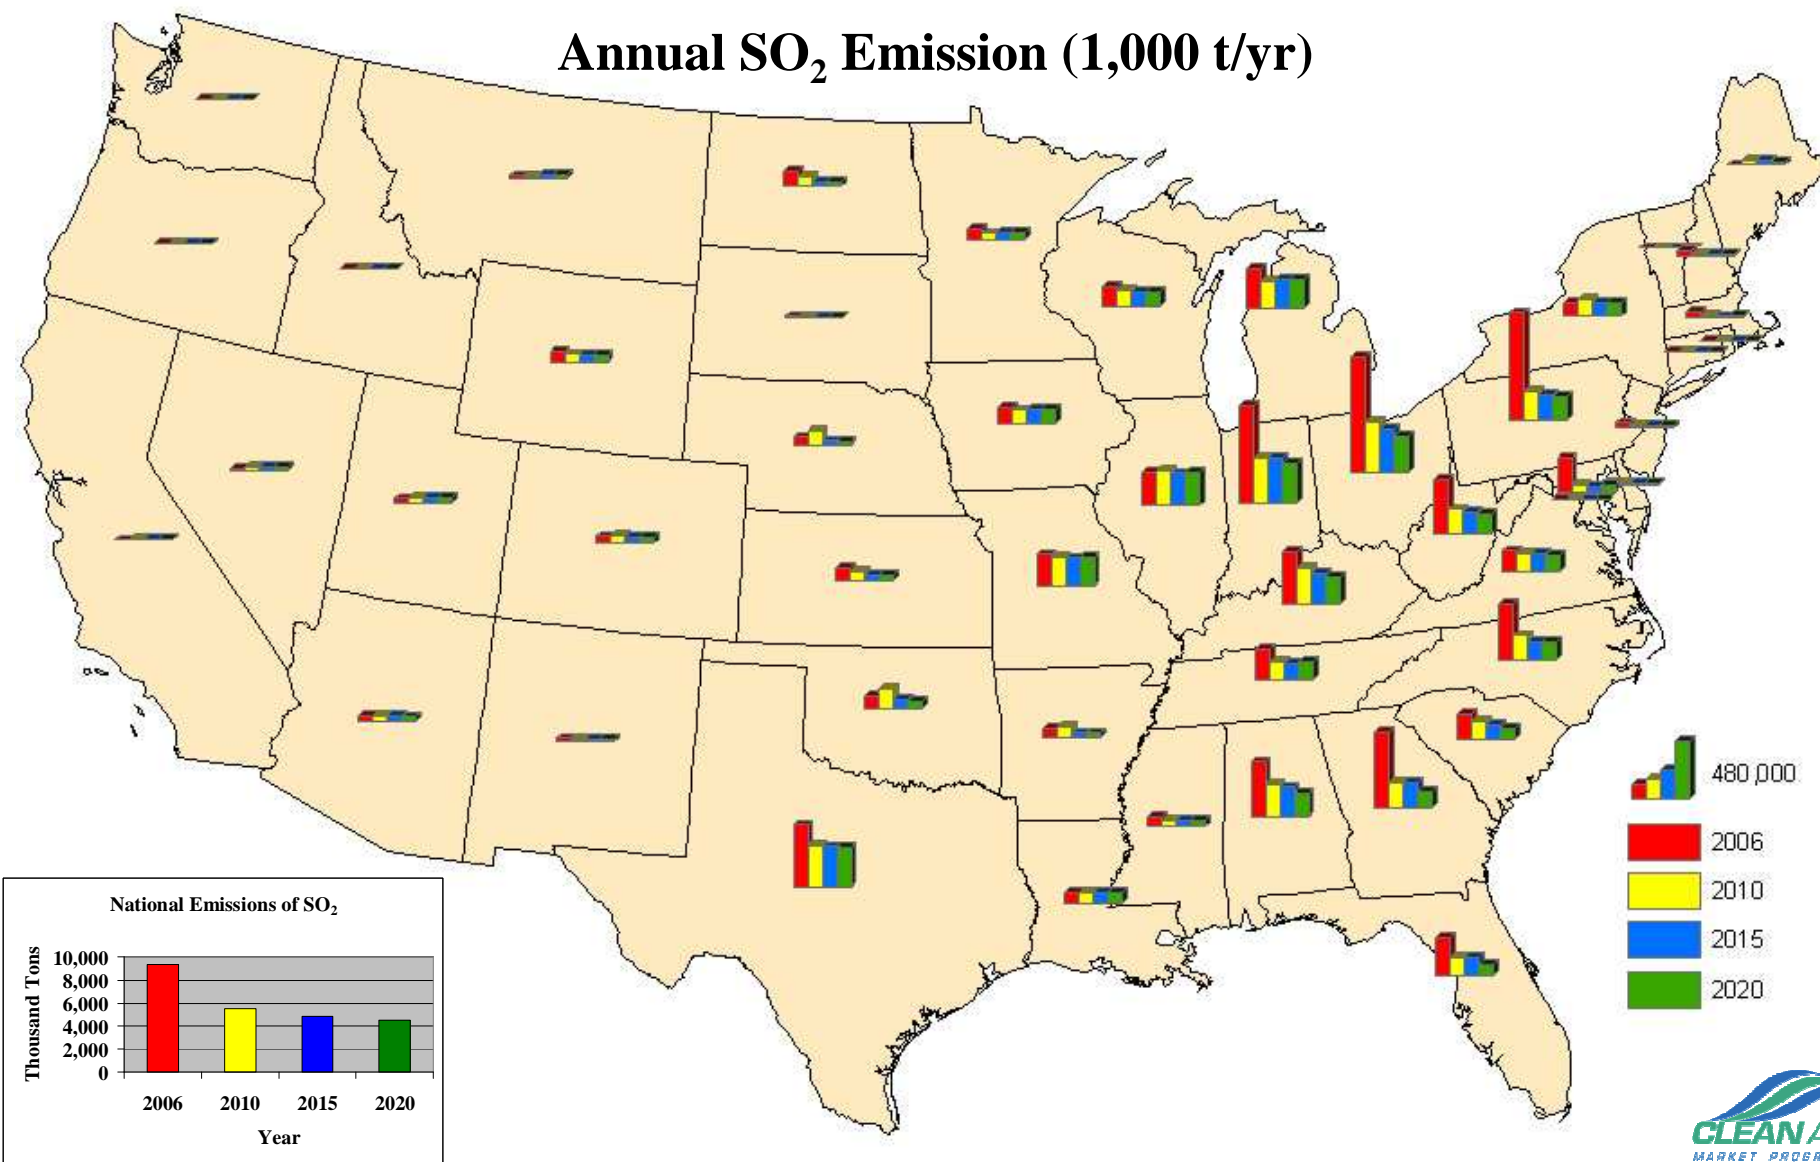 Annual SO₂ Emission (1,000 t/yr)
480,000
2006
2010
2015
2020
National Emissions of SO₂
Thousand Tons
10,000
8,000
6,000
4,000
2,000
0
2006 2010 2015 2020
Year
CLEAN A
MARKET PROG